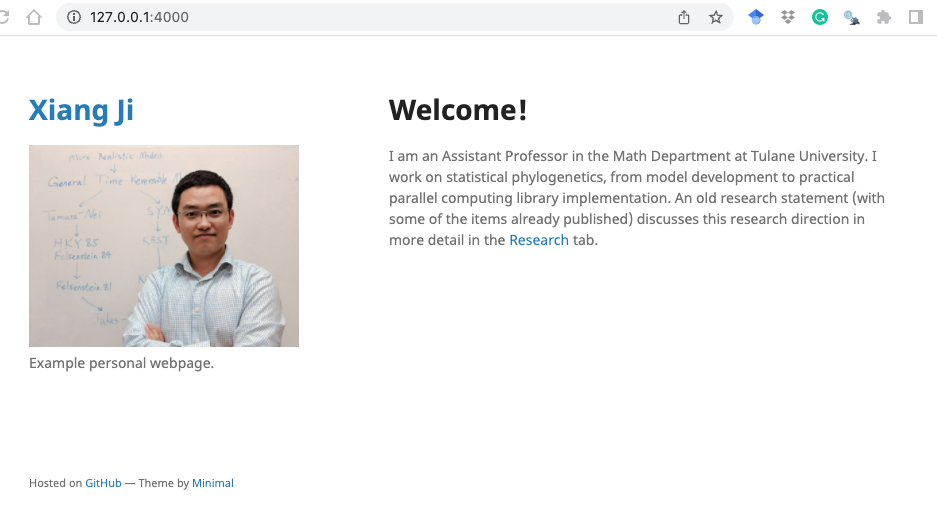 127.0.0.1:4000
Xiang Ji
More Realistic Models
General Time Reversible M
Tamura-Nei
SYM
HKY 85
Felsenstein 84
K3ST
Felsenstein 81
K
Jukes-
Example personal webpage.
Welcome!
I am an Assistant Professor in the Math Department at Tulane University. I
work on statistical phylogenetics, from model development to practical
parallel computing library implementation. An old research statement (with
some of the items already published) discusses this research direction in
more detail in the Research tab.
Hosted on GitHub — Theme by Minimal